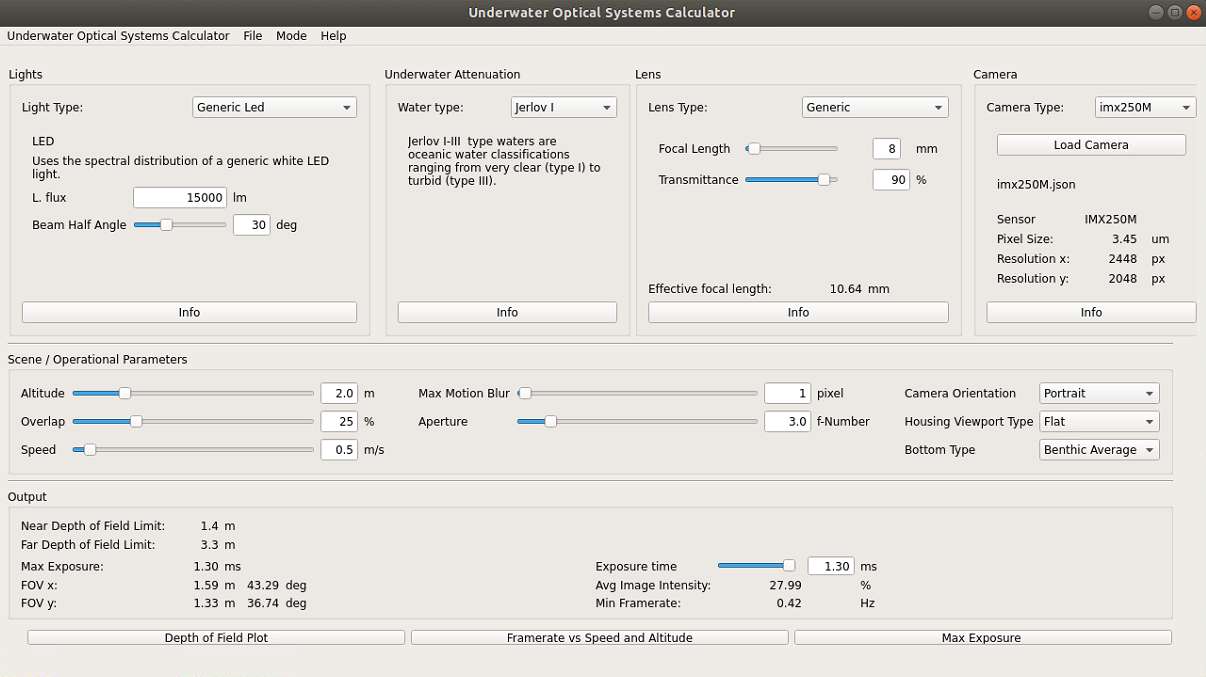 Underwater Optical Systems Calculator
Underwater Optical Systems Calculator File Mode Help
Lights
Light Type: Generic Led
LED
Uses the spectral distribution of a generic white LED
light.
L. flux 15000 lm
Beam Half Angle 30 deg
Info
Underwater Attenuation
Water type: Jerlov I
Jerlov I-III type waters are
oceanic water classifications
ranging from very clear (type I) to
turbid (type III).
Info
Lens
Lens Type: Generic
Focal Length 8 mm
Transmittance 90 %
Effective focal length: 10.64 mm
Info
Camera
Camera Type: imx250M
Load Camera
imx250M.json
Sensor IMX250M
Pixel Size: 3.45 um
Resolution x: 2448 px
Resolution y: 2048 px
Info
Scene / Operational Parameters
Altitude 2.0 m
Overlap 25 %
Speed 0.5 m/s
Max Motion Blur 1 pixel
Aperture 3.0 f-Number
Camera Orientation Portrait
Housing Viewport Type Flat
Bottom Type Benthic Average
Output
Near Depth of Field Limit: 1.4 m
Far Depth of Field Limit: 3.3 m
Max Exposure: 1.30 ms
FOV x: 1.59 m 43.29 deg
FOV y: 1.33 m 36.74 deg
Exposure time 1.30 ms
Avg Image Intensity: 27.99 %
Min Framerate: 0.42 Hz
Depth of Field Plot
Framerate vs Speed and Altitude
Max Exposure